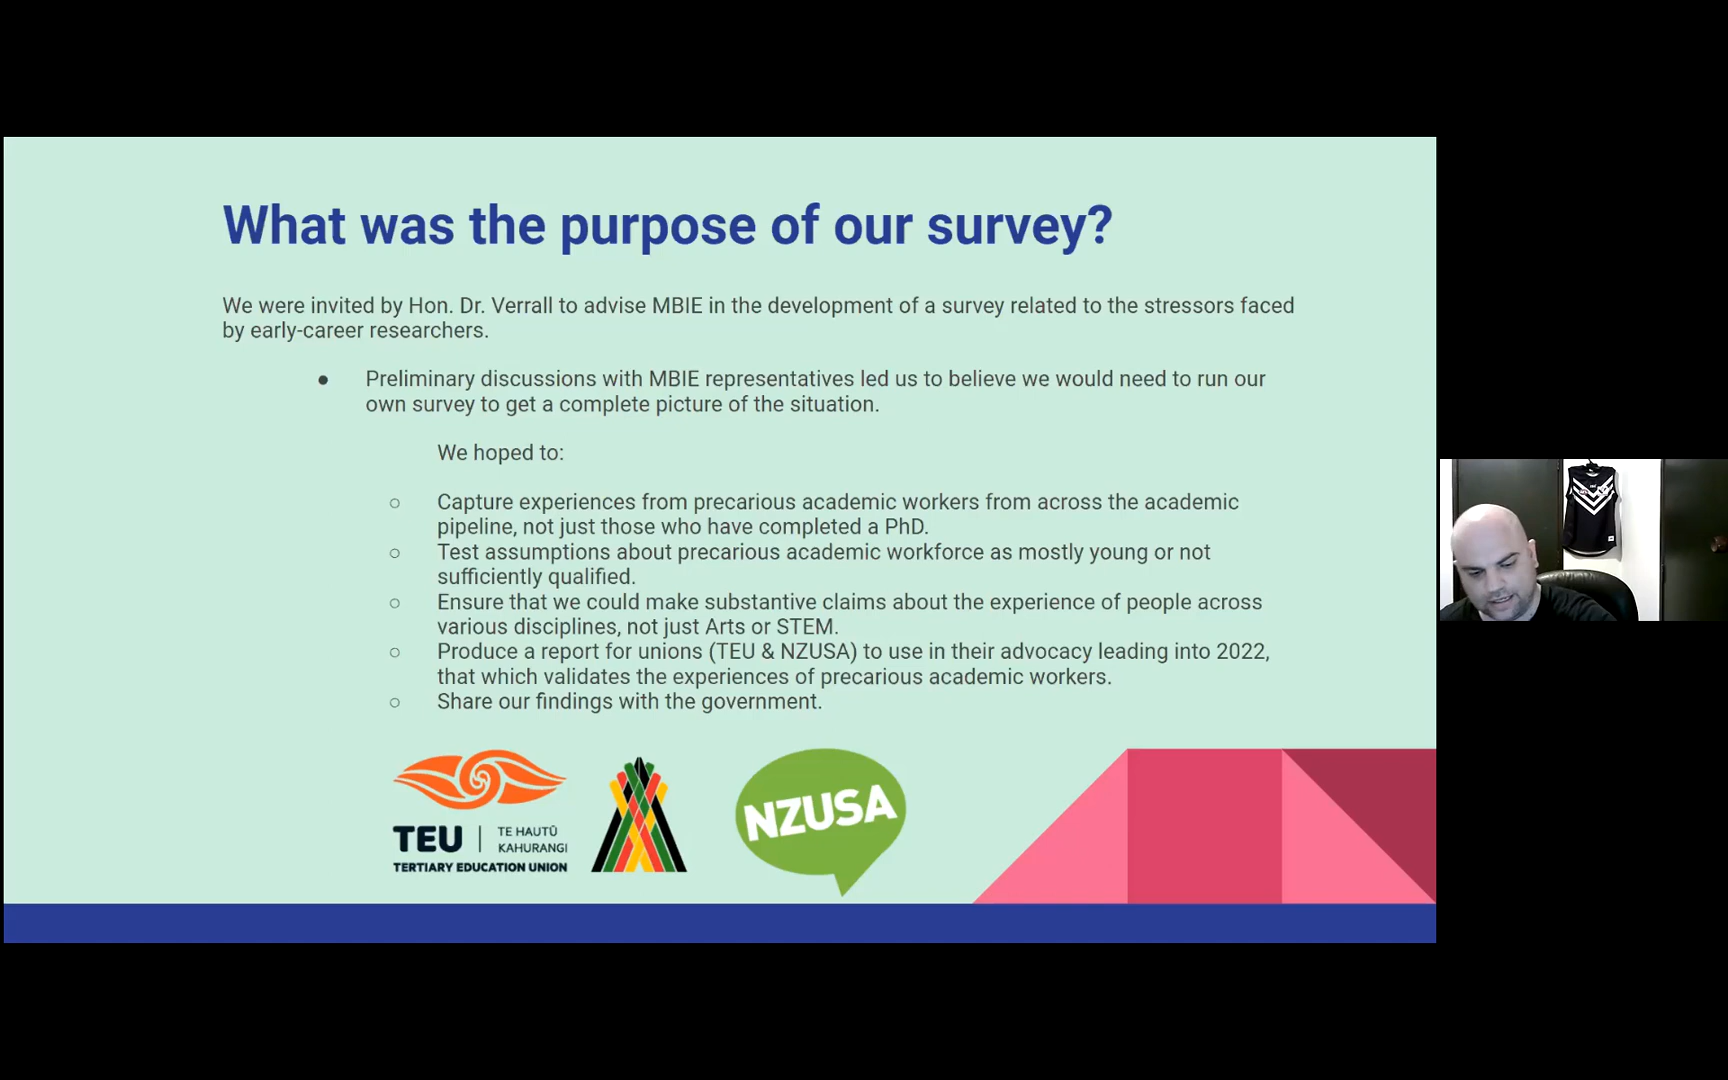 What was the purpose of our survey?
We were invited by Hon. Dr. Verrall to advise MBIE in the development of a survey related to the stressors faced
by early-career researchers.
● Preliminary discussions with MBIE representatives led us to believe we would need to run our
own survey to get a complete picture of the situation.
We hoped to:
○ Capture experiences from precarious academic workers from across the academic
pipeline, not just those who have completed a PhD.
○ Test assumptions about precarious academic workforce as mostly young or not
sufficiently qualified.
○ Ensure that we could make substantive claims about the experience of people across
various disciplines, not just Arts or STEM.
○ Produce a report for unions (TEU & NZUSA) to use in their advocacy leading into 2022,
that which validates the experiences of precarious academic workers.
○ Share our findings with the government.
TEU | TE HAUTŪ
KAHURANGI
TERTIARY EDUCATION UNION
NZUSA